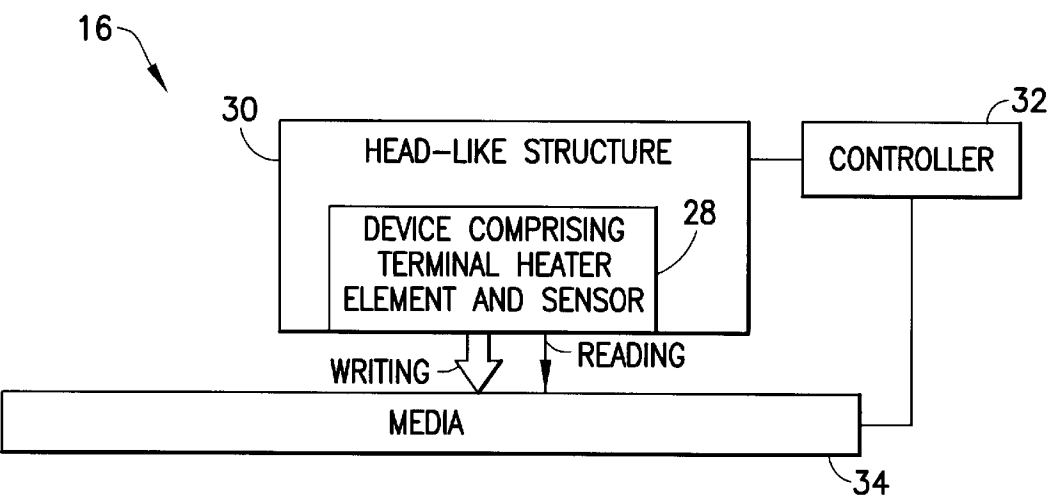 16
30
HEAD-LIKE STRUCTURE
32
CONTROLLER
28
DEVICE COMPRISING
TERMINAL HEATER
ELEMENT AND SENSOR
WRITING
READING
MEDIA
34